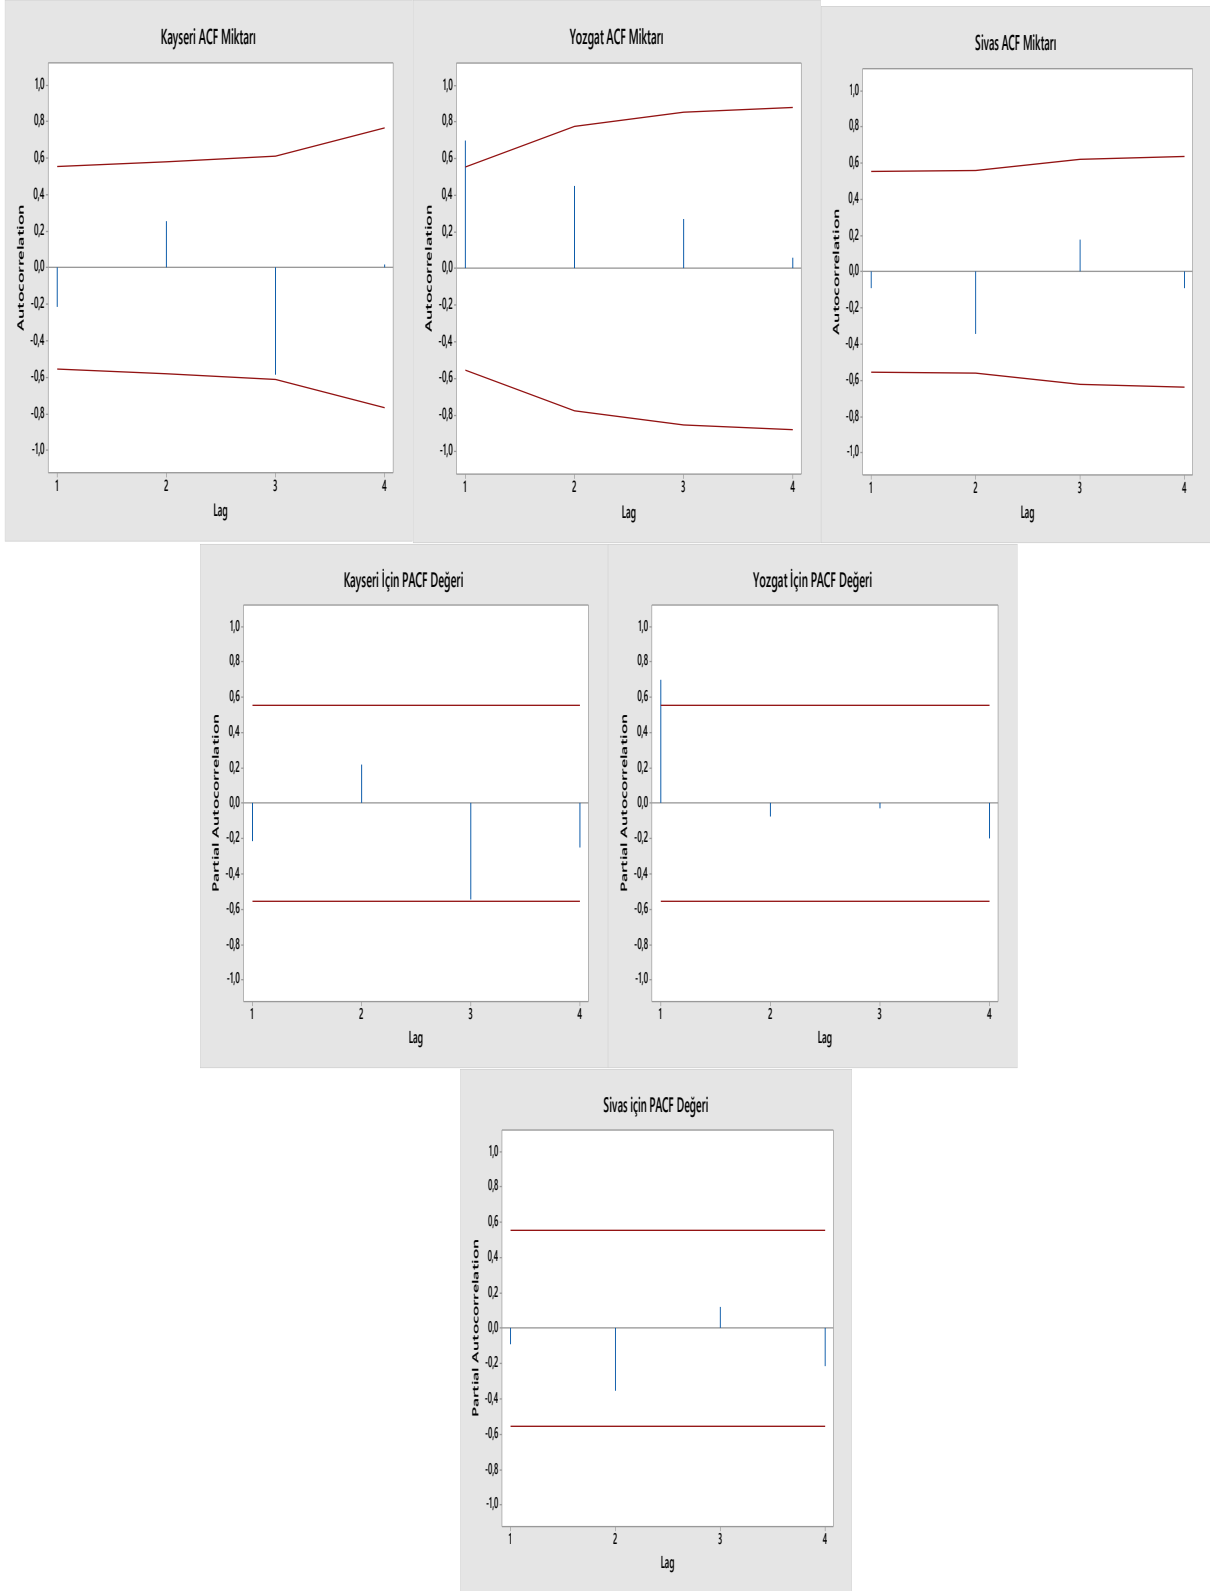 Kayseri ACF Miktarı
1,0
0,8
0,6
0,4
0,2
0,0
-0,2
-0,4
-0,6
-0,8
-1,0
Autocorrelation
1 2 3 4
Lag
Yozgat ACF Miktarı
1,0
0,8
0,6
0,4
0,2
0,0
-0,2
-0,4
-0,6
-0,8
-1,0
Autocorrelation
1 2 3 4
Lag
Sivas ACF Miktarı
1,0
0,8
0,6
0,4
0,2
0,0
-0,2
-0,4
-0,6
-0,8
-1,0
Autocorrelation
1 2 3 4
Lag
Kayseri İçin PACF Değeri
1,0
0,8
0,6
0,4
0,2
0,0
-0,2
-0,4
-0,6
-0,8
-1,0
Partial Autocorrelation
1 2 3 4
Lag
Yozgat İçin PACF Değeri
1,0
0,8
0,6
0,4
0,2
0,0
-0,2
-0,4
-0,6
-0,8
-1,0
Partial Autocorrelation
1 2 3 4
Lag
Sivas için PACF Değeri
1,0
0,8
0,6
0,4
0,2
0,0
-0,2
-0,4
-0,6
-0,8
-1,0
Partial Autocorrelation
1 2 3 4
Lag